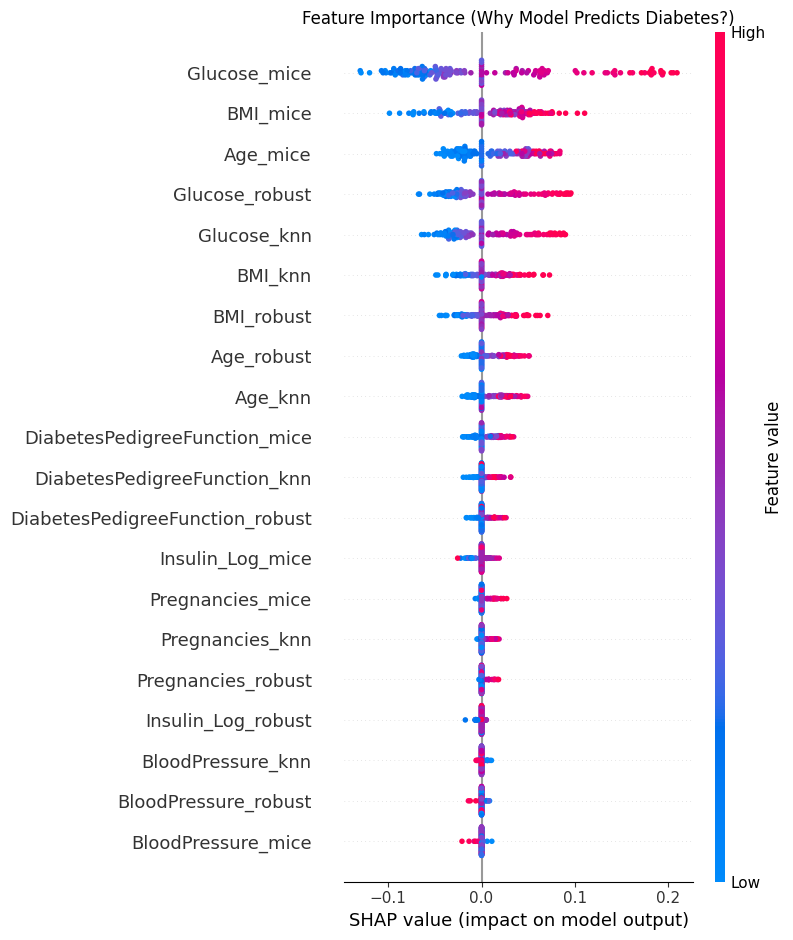 Feature Importance (Why Model Predicts Diabetes?)
High
Glucose_mice
BMI_mice
Age_mice
Glucose_robust
Glucose_knn
BMI_knn
BMI_robust
Age_robust
Age_knn
DiabetesPedigreeFunction_mice
DiabetesPedigreeFunction_knn
DiabetesPedigreeFunction_robust
Insulin_Log_mice
Pregnancies_mice
Pregnancies_knn
Pregnancies_robust
Insulin_Log_robust
BloodPressure_knn
BloodPressure_robust
BloodPressure_mice
Feature value
Low
−0.1 0.0 0.1 0.2
SHAP value (impact on model output)